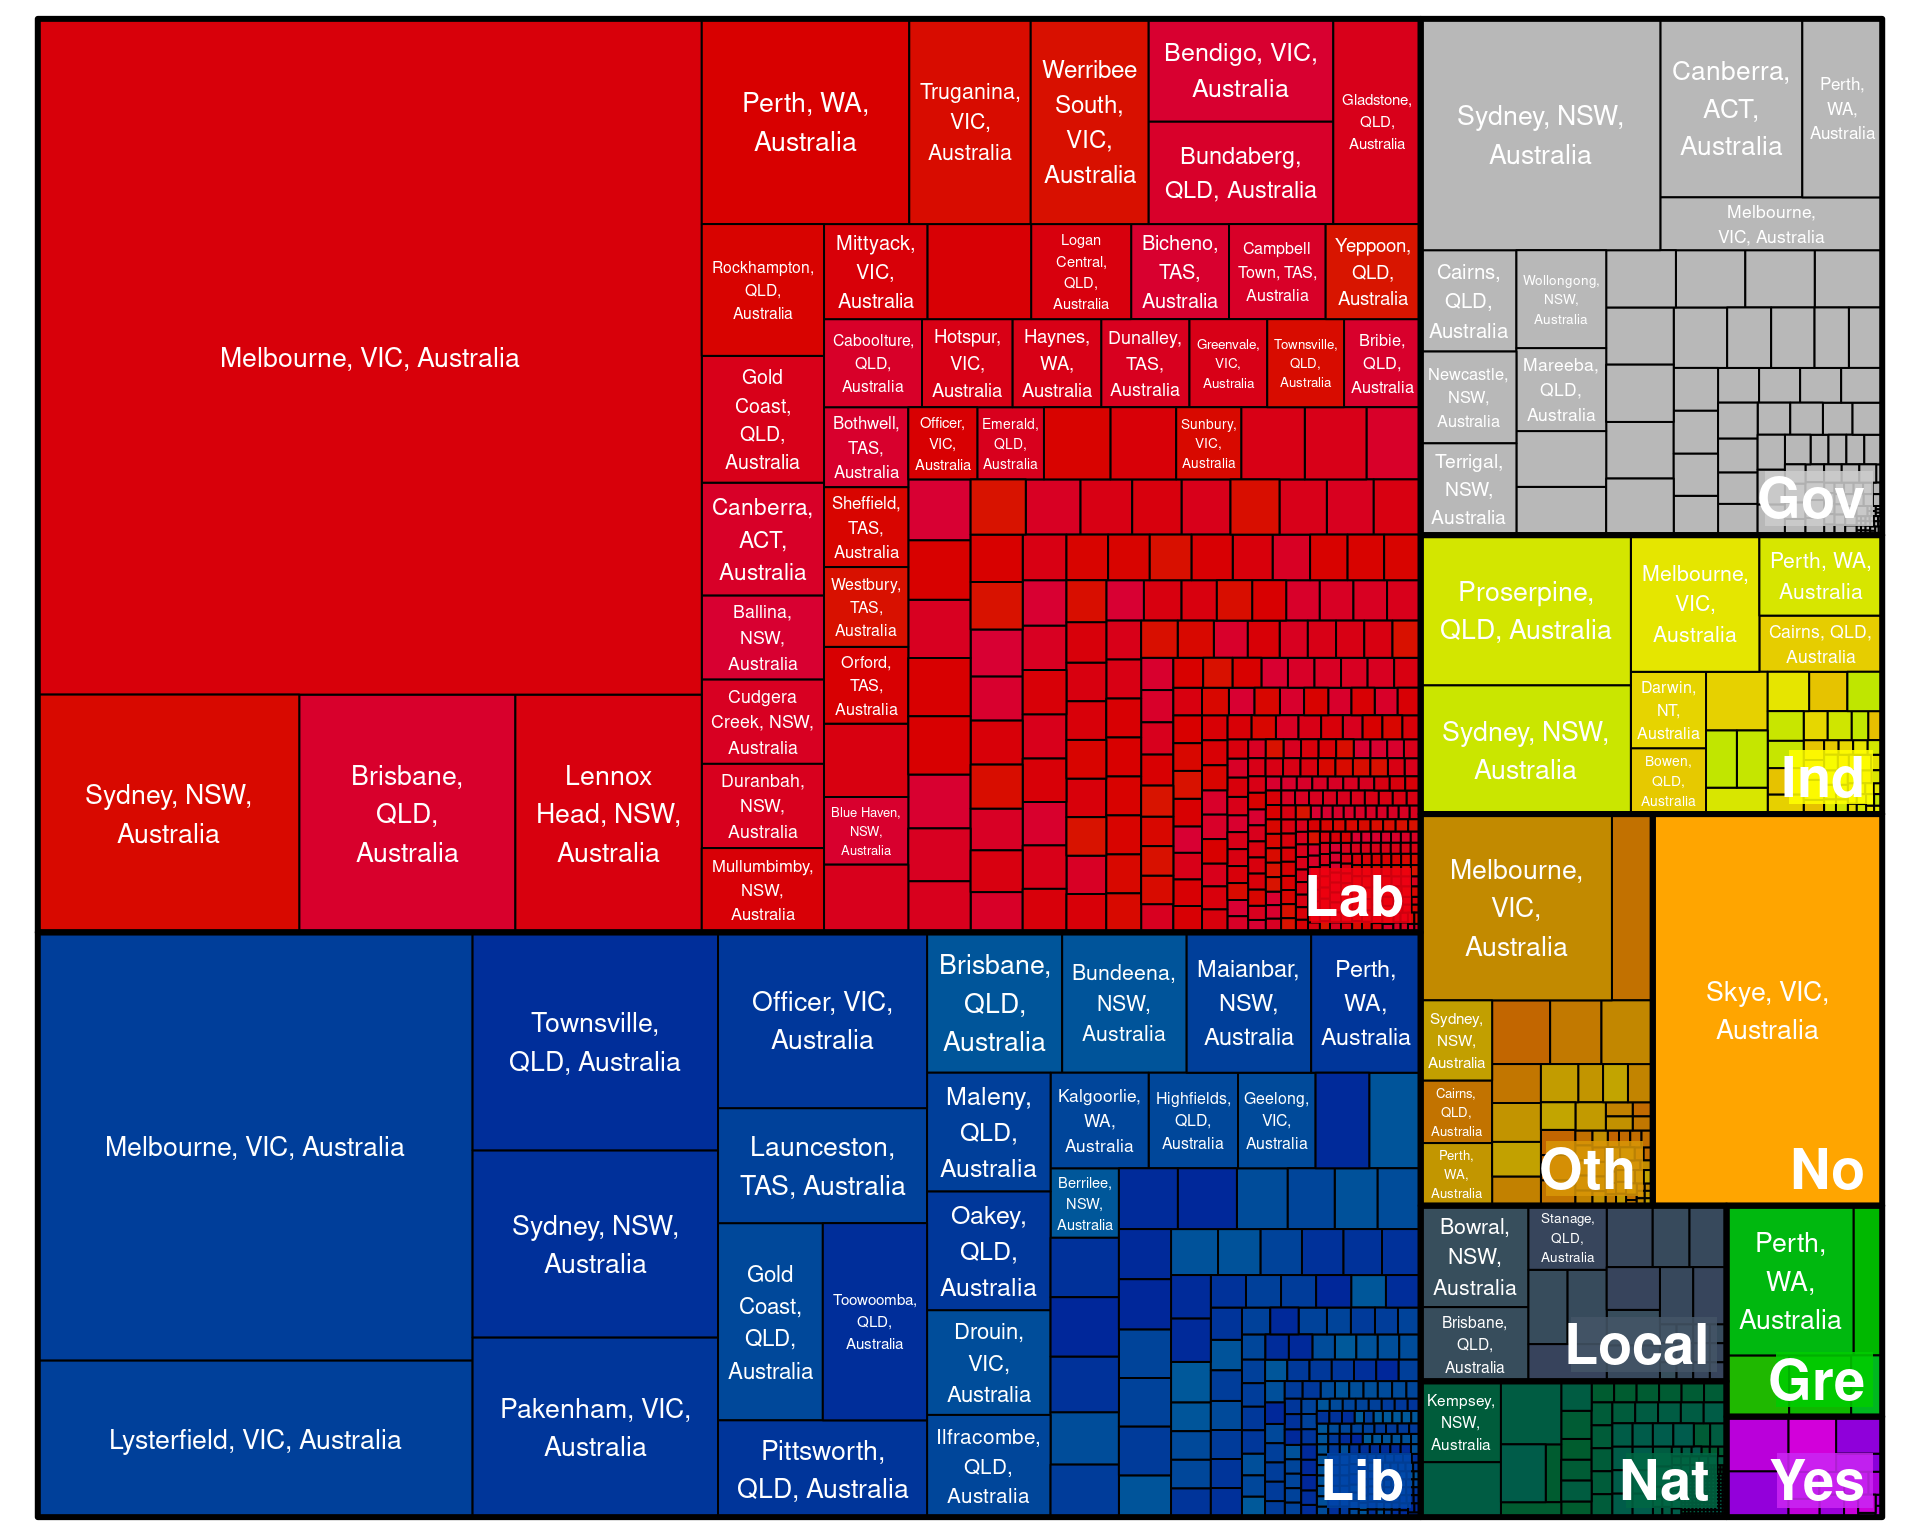 Melbourne, VIC, Australia
Sydney, NSW,
Australia
Brisbane,
QLD,
Australia
Lennox
Head, NSW,
Australia
Perth, WA,
Australia
Truganina,
VIC,
Australia
Werribee
South,
VIC,
Australia
Bendigo, VIC,
Australia
Bundaberg,
QLD, Australia
Gladstone,
QLD,
Australia
Rockhampton,
QLD,
Australia
Gold
Coast,
QLD,
Australia
Canberra,
ACT,
Australia
Ballina,
NSW,
Australia
Cudgera
Creek, NSW,
Australia
Duranbah,
NSW,
Australia
Mullumbimby,
NSW,
Australia
Mittyack,
VIC,
Australia
Logan
Central,
QLD,
Australia
Bicheno,
TAS,
Australia
Campbell
Town, TAS,
Australia
Yeppoon,
QLD,
Australia
Caboolture,
QLD,
Australia
Hotspur,
VIC,
Australia
Haynes,
WA,
Australia
Dunalley,
TAS,
Australia
Greenvale,
VIC,
Australia
Townsville,
QLD,
Australia
Bribie,
QLD,
Australia
Bothwell,
TAS,
Australia
Officer,
VIC,
Australia
Emerald,
QLD,
Australia
Sunbury,
VIC,
Australia
Sheffield,
TAS,
Australia
Westbury,
TAS,
Australia
Orford,
TAS,
Australia
Blue Haven,
NSW,
Australia
Lab
Melbourne, VIC, Australia
Lysterfield, VIC, Australia
Townsville,
QLD, Australia
Sydney, NSW,
Australia
Pakenham, VIC,
Australia
Officer, VIC,
Australia
Launceston,
TAS, Australia
Gold
Coast,
QLD,
Australia
Toowoomba,
QLD,
Australia
Pittsworth,
QLD, Australia
Brisbane,
QLD,
Australia
Bundeena,
NSW,
Australia
Maianbar,
NSW,
Australia
Perth,
WA,
Australia
Maleny,
QLD,
Australia
Oakey,
QLD,
Australia
Drouin,
VIC,
Australia
Ilfracombe,
QLD,
Australia
Kalgoorlie,
WA,
Australia
Highfields,
QLD,
Australia
Geelong,
VIC,
Australia
Berrilee,
NSW,
Australia
Lib
Sydney, NSW,
Australia
Canberra,
ACT,
Australia
Perth,
WA,
Australia
Melbourne,
VIC, Australia
Cairns,
QLD,
Australia
Wollongong,
NSW,
Australia
Newcastle,
NSW,
Australia
Mareeba,
QLD,
Australia
Terrigal,
NSW,
Australia
Gov
Proserpine,
QLD, Australia
Sydney, NSW,
Australia
Melbourne,
VIC,
Australia
Perth, WA,
Australia
Cairns, QLD,
Australia
Darwin,
NT,
Australia
Bowen,
QLD,
Australia
Ind
Melbourne,
VIC,
Australia
Sydney,
NSW,
Australia
Cairns,
QLD,
Australia
Perth,
WA,
Australia
Oth
Skye, VIC,
Australia
No
Bowral,
NSW,
Australia
Stanage,
QLD,
Australia
Brisbane,
QLD,
Australia
Local
Perth,
WA,
Australia
Gre
Kempsey,
NSW,
Australia
Nat
Yes